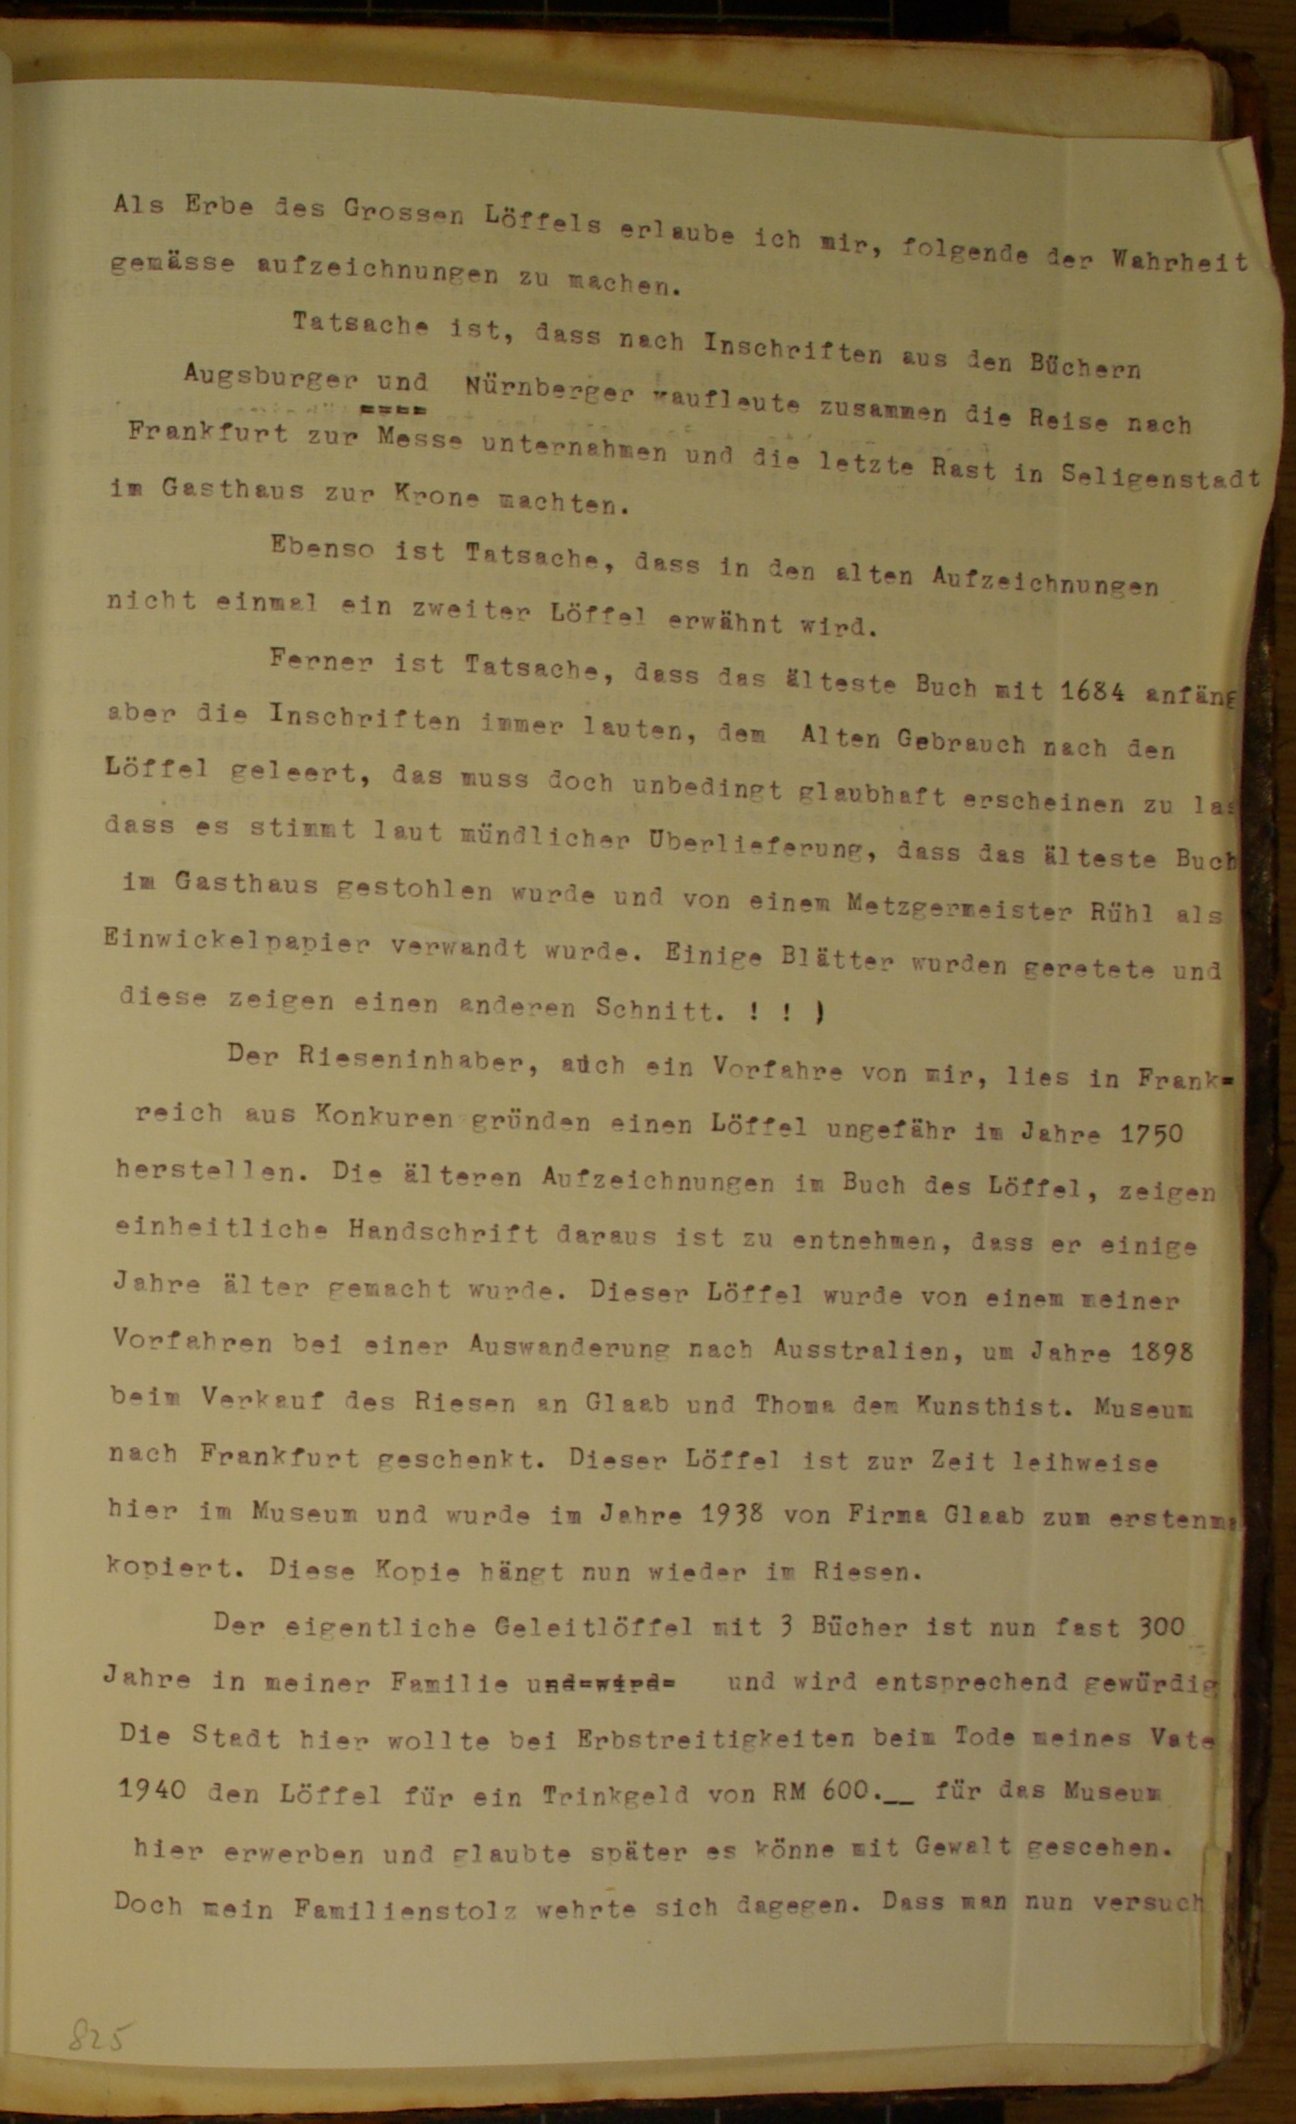 Als Erbe des Grossen Löffels erlaube ich mir, folgende der Wahrheit
gemässe aufzeichnungen zu machen.
Tatsache ist, dass nach Inschriften aus den Büchern
Augsburger und Nürnberger kaufleute zusammen die Reise nach
====
Frankfurt zur Messe unternahmen und die letzte Rast in Seligenstadt
im Gasthaus zur Krone machten.
Ebenso ist Tatsache, dass in den alten Aufzeichnungen
nicht einmal ein zweiter Löffel erwähnt wird.
Ferner ist Tatsache, dass das älteste Buch mit 1684 anfäng
aber die Inschriften immer lauten, dem Alten Gebrauch nach den
Löffel geleert, das muss doch unbedingt glaubhaft erscheinen zu las
dass es stimmt laut mündlicher Uberlieferung, dass das älteste Buch
im Gasthaus gestohlen wurde und von einem Metzgermeister Rühl als
Einwickelpapier verwandt wurde. Einige Blätter wurden geretete und
diese zeigen einen anderen Schnitt. ! ! )
Der Rieseninhaber, auch ein Vorfahre von mir, lies in Frank=
reich aus Konkuren gründen einen Löffel ungefähr im Jahre 1750
herstellen. Die älteren Aufzeichnungen im Buch des Löffel, zeigen
einheitliche Handschrift daraus ist zu entnehmen, dass er einige
Jahre älter gemacht wurde. Dieser Löffel wurde von einem meiner
Vorfahren bei einer Auswanderung nach Ausstralien, um Jahre 1898
beim Verkauf des Riesen an Glaab und Thoma dem Kunsthist. Museum
nach Frankfurt geschenkt. Dieser Löffel ist zur Zeit leihweise
hier im Museum und wurde im Jahre 1938 von Firma Glaab zum erstenma
kopiert. Diese Kopie hängt nun wieder im Riesen.
Der eigentliche Geleitlöffel mit 3 Bücher ist nun fast 300
Jahre in meiner Familie und=wird= und wird entsprechend gewürdig
Die Stadt hier wollte bei Erbstreitigkeiten beim Tode meines Vate
1940 den Löffel für ein Trinkgeld von RM 600.__ für das Museum
hier erwerben und glaubte später es könne mit Gewalt gescehen.
Doch mein Familienstolz wehrte sich dagegen. Dass man nun versuch
825